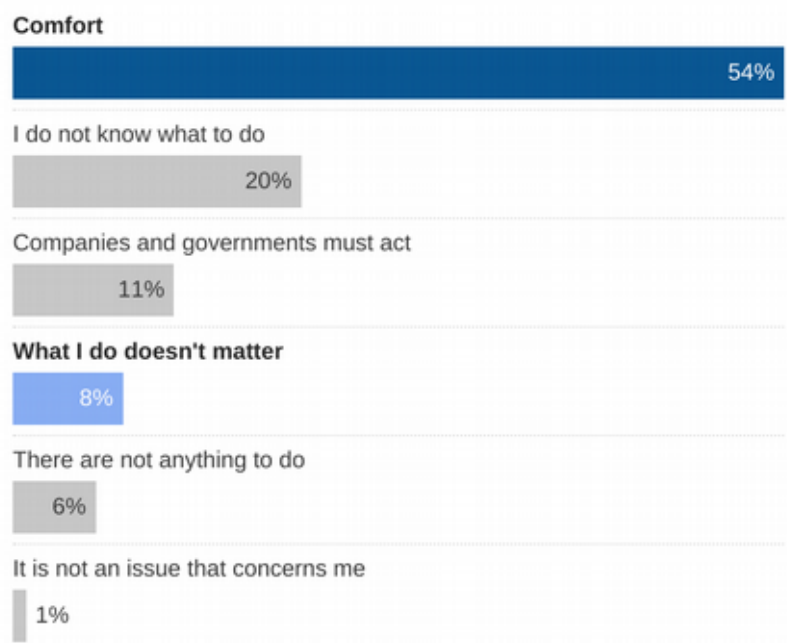 Comfort
54%
I do not know what to do
20%
Companies and governments must act
11%
What I do doesn't matter
8%
There are not anything to do
6%
It is not an issue that concerns me
1%